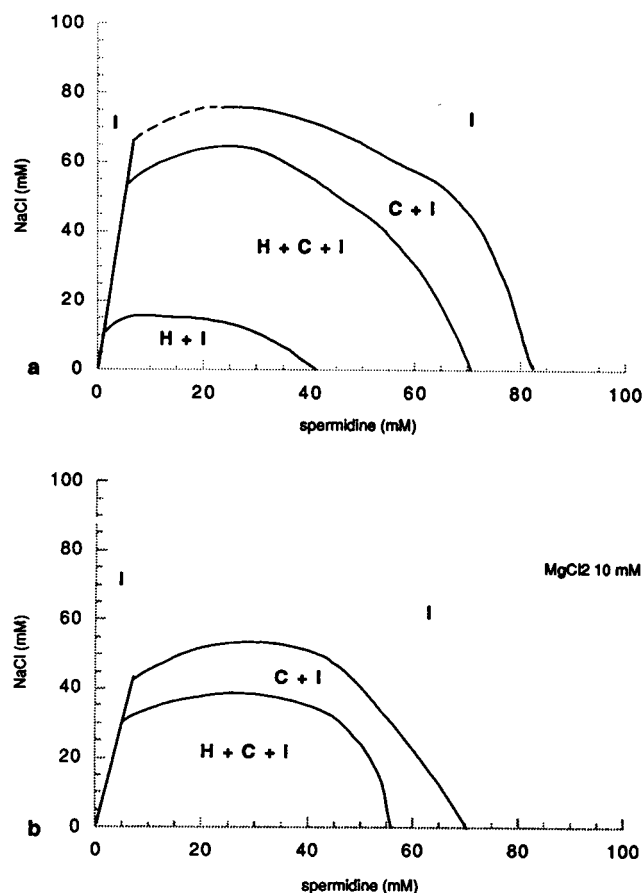 100
80
60
40
20
0
NaCl (mM)
I
I
C + I
H + C + I
H + I
a
0 20 40 60 80 100
spermidine (mM)
100
80
60
40
20
0
NaCl (mM)
MgCl2 10 mM
I
I
C + I
H + C + I
b
0 20 40 60 80 100
spermidine (mM)